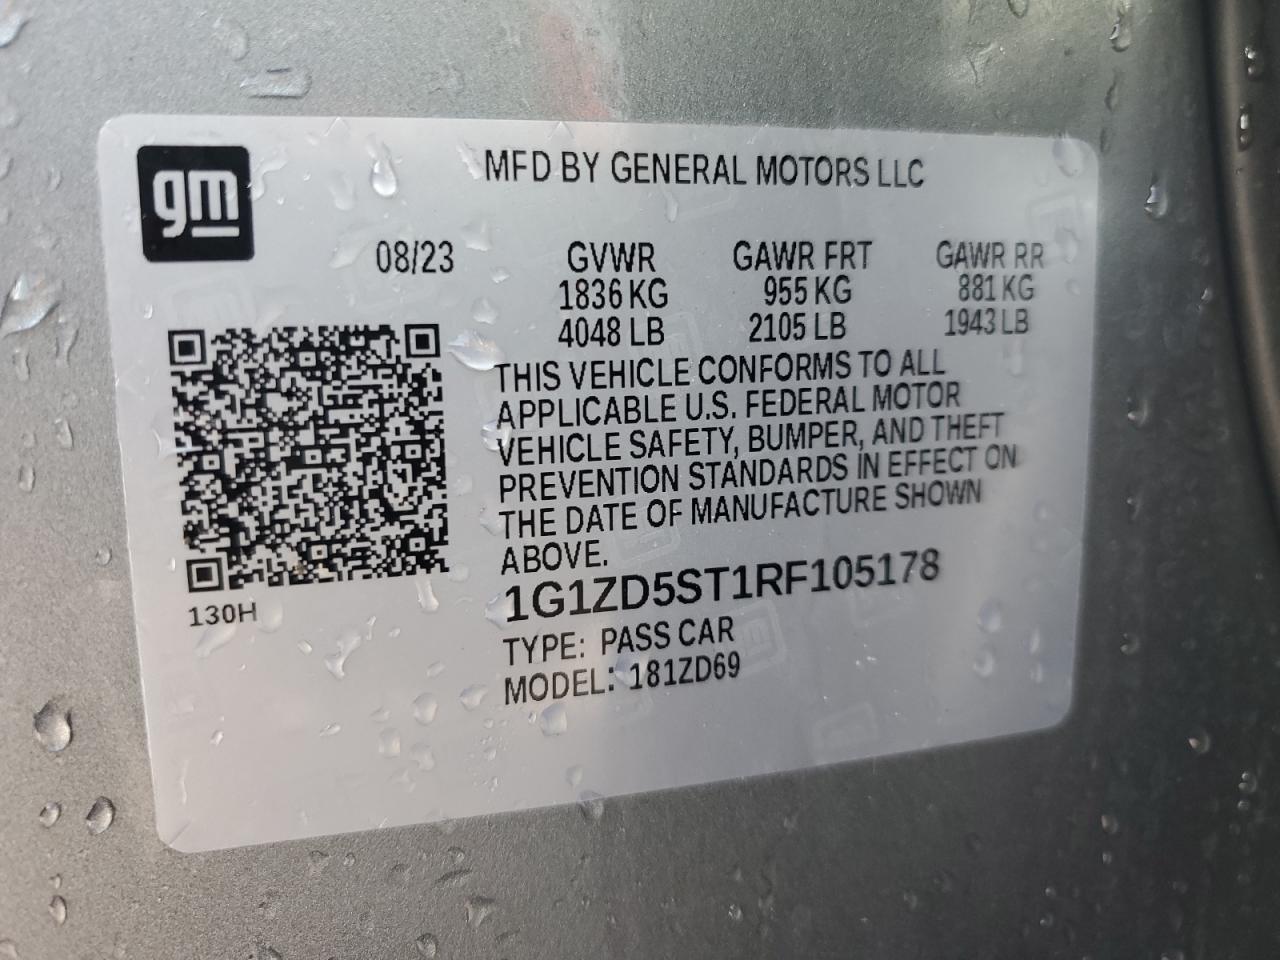 gm
MFD BY GENERAL MOTORS LLC
08/23 GVWR GAWR FRT GAWR RR
1836 KG 955 KG 881 KG
4048 LB 2105 LB 1943 LB
THIS VEHICLE CONFORMS TO ALL
APPLICABLE U.S. FEDERAL MOTOR
VEHICLE SAFETY, BUMPER, AND THEFT
PREVENTION STANDARDS IN EFFECT ON
THE DATE OF MANUFACTURE SHOWN
ABOVE.
130H
1G1ZD5ST1RF105178
TYPE: PASS CAR
MODEL: 181ZD69